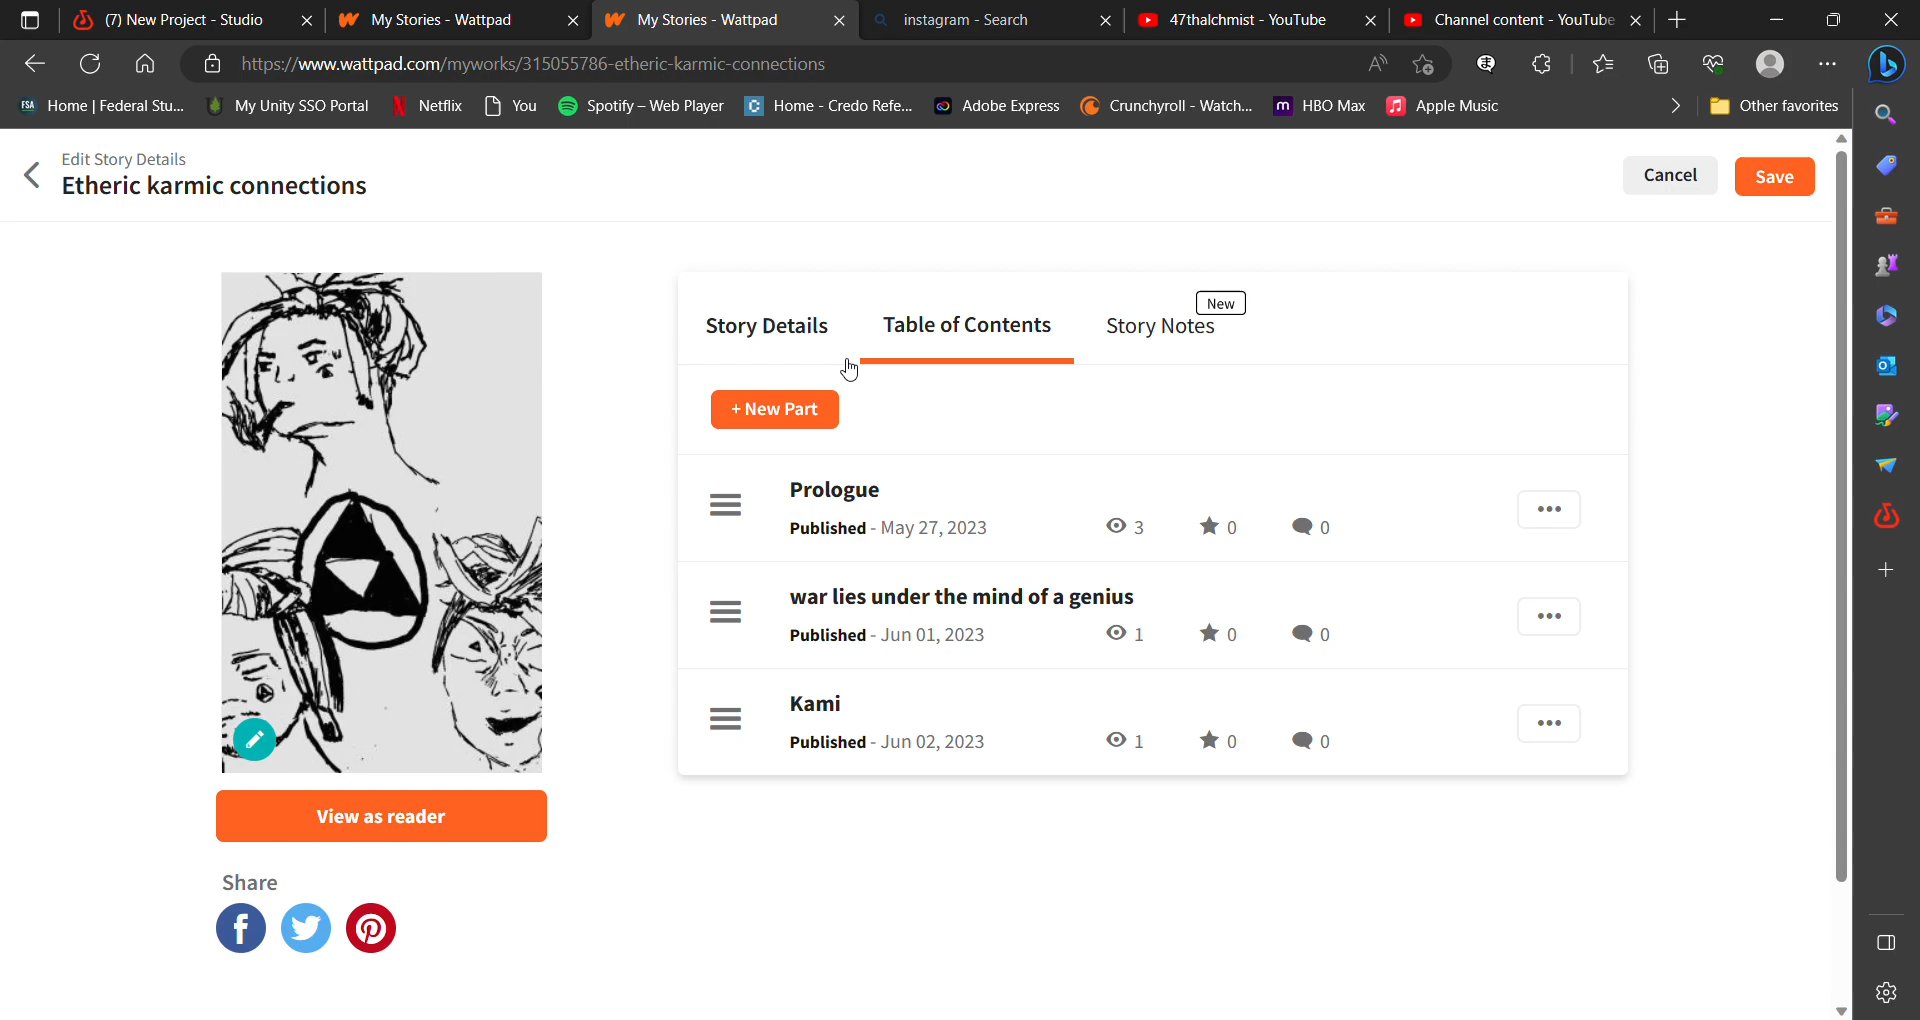 (7) New Project - Studio
My Stories - Wattpad
My Stories - Wattpad
instagram - Search
47thalchmist - YouTube
Channel content - YouTube
https://www.wattpad.com/myworks/315055786-etheric-karmic-connections
FSA Home | Federal Stu...
My Unity SSO Portal
Netflix
You
Spotify – Web Player
Home - Credo Refe...
Adobe Express
Crunchyroll - Watch...
HBO Max
Apple Music
Other favorites
Edit Story Details
Etheric karmic connections
Cancel
Save
New
Story Details
Table of Contents
Story Notes
+ New Part
Prologue
Published - May 27, 2023 3 0 0
war lies under the mind of a genius
Published - Jun 01, 2023 1 0 0
Kami
Published - Jun 02, 2023 1 0 0
View as reader
Share